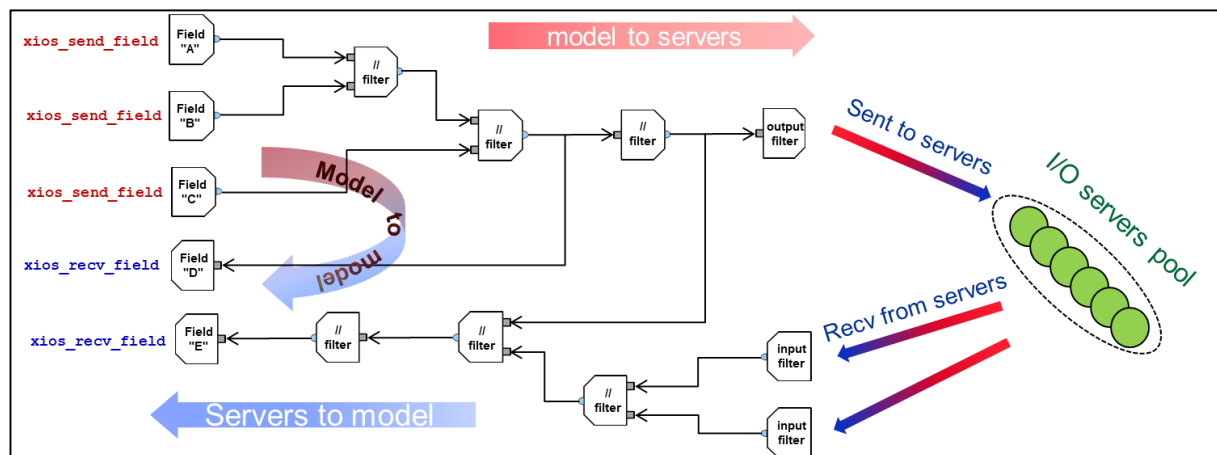 xios_send_field
Field
"A"
model to servers
//
filter
xios_send_field
Field
"B"
//
filter
//
filter
output
filter
Sent to servers
I/O servers pool
xios_send_field
Field
"C"
Model to
model
xios_recv_field
Field
"D"
Recv from servers
xios_recv_field
Field
"E"
//
filter
//
filter
input
filter
//
filter
Servers to model
input
filter